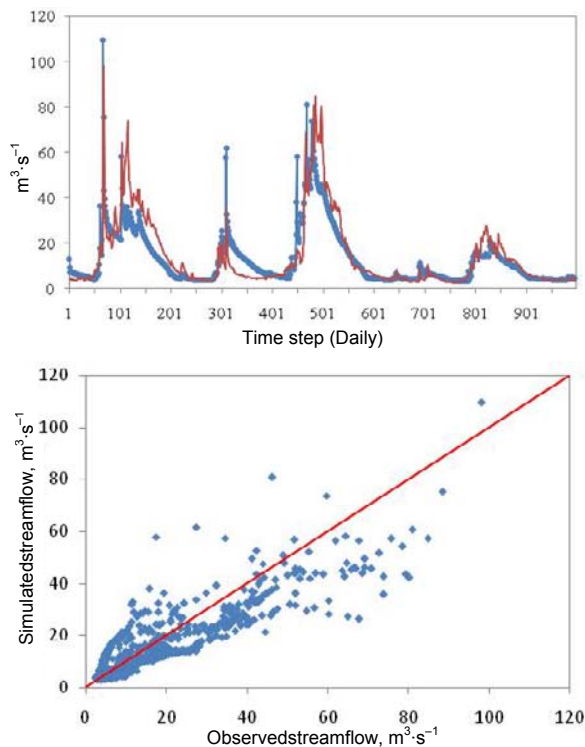 120
100
80
60
40
20
0
m³·s⁻¹
1 101 201 301 401 501 601 701 801 901
Time step (Daily)
120
100
80
60
40
20
0
Simulatedstreamflow, m³·s⁻¹
0 20 40 60 80 100 120
Observedstreamflow, m³·s⁻¹